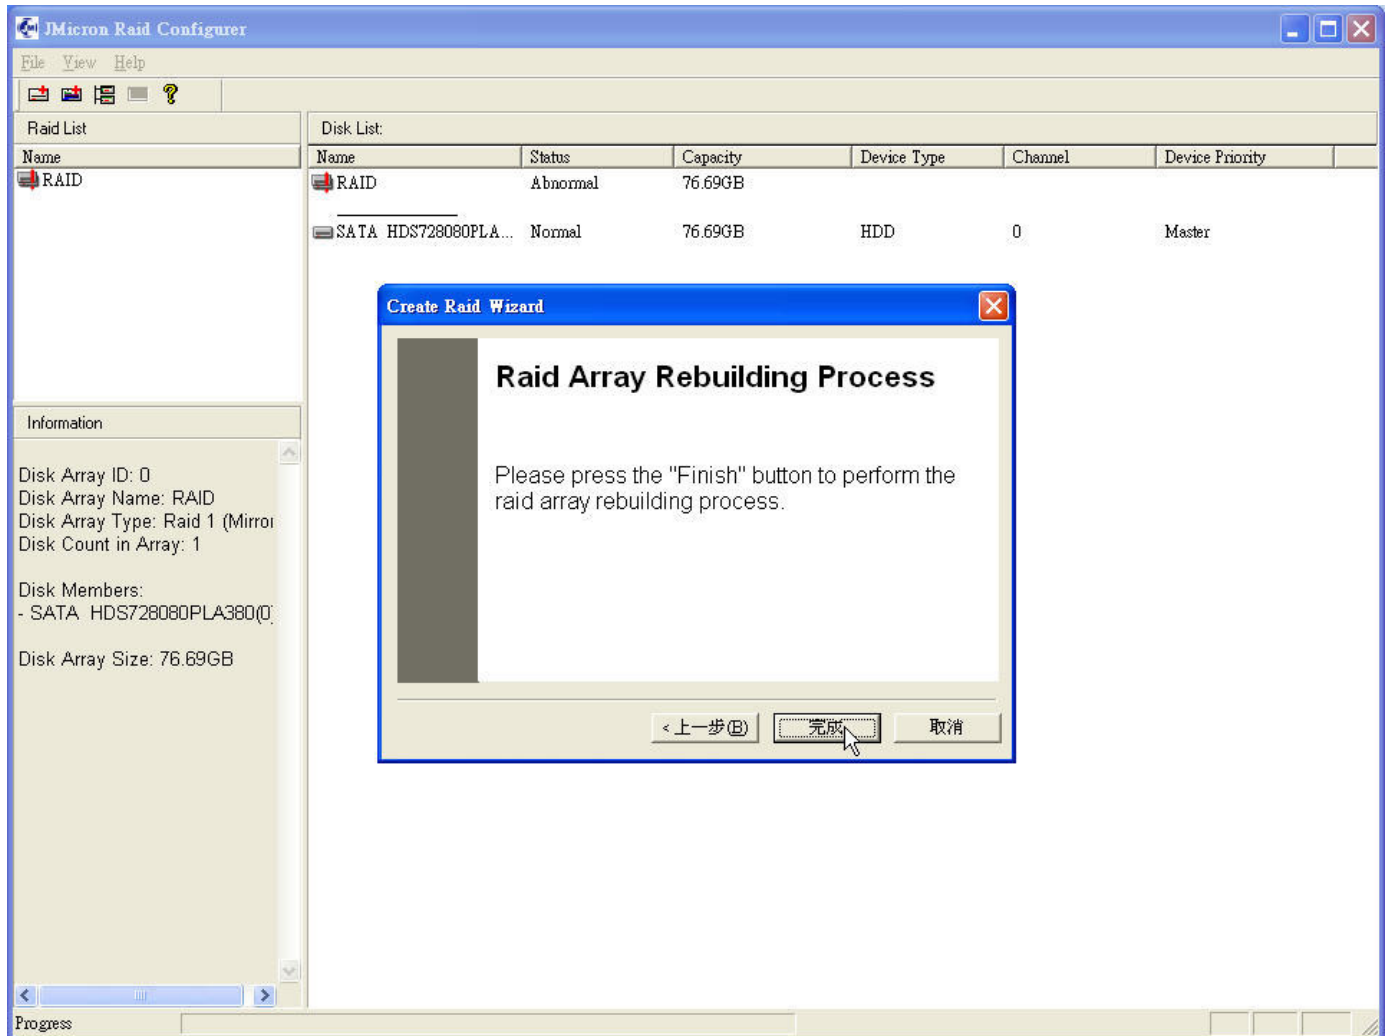 JMicron Raid Configurer
File View Help
Raid List
Disk List:
Name
Name Status Capacity Device Type Channel Device Priority
RAID
RAID Abnormal 76.69GB
SATA HDS728080PLA... Normal 76.69GB HDD 0 Master
Create Raid Wizard
Raid Array Rebuilding Process
Please press the "Finish" button to perform the
raid array rebuilding process.
<上一步(B) 完成 取消
Information
Disk Array ID: 0
Disk Array Name: RAID
Disk Array Type: Raid 1 (Mirror
Disk Count in Array: 1
Disk Members:
- SATA HDS728080PLA380(0)
Disk Array Size: 76.69GB
Progress